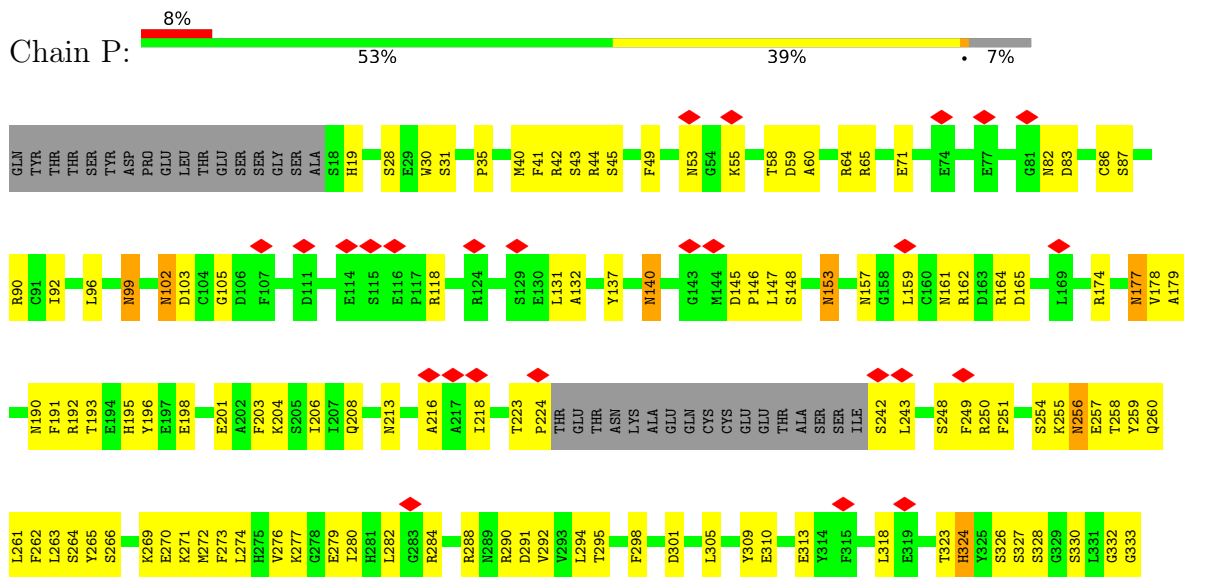 8%
Chain P:
53% 39% • 7%
GLN TYR THR THR SER TYR ASP PRO GLU LEU THR GLU SER SER GLY SER ALA S18 H19 S28 E29 W30 S31 P35 M40 F41 R42 S43 R44 S45 F49 N53 G54 K55 T58 D59 A60 R64 R65 E71 E74 E77 G81 N82 D83 C86 S87
R90 C91 I92 L96 N99 N102 D103 C104 G105 D106 F107 D111 E114 S115 E116 P117 R118 R124 S129 E130 L131 A132 Y137 N140 G143 M144 D145 P146 L147 S148 N153 N157 G158 L159 C160 N161 R162 D163 R164 D165 L169 R174 N177 V178 A179
N190 F191 R192 T193 E194 H195 Y196 E197 E198 E201 A202 F203 K204 S205 I206 I207 Q208 N213 A216 A217 I218 T223 P224 THR GLU THR ASN LYS ALA GLU GLN CYS CYS GLU GLU THR ALA SER SER ILE S242 L243 S248 F249 R250 F251 S254 K255 N256 E257 T258 Y259 Q260
L261 F262 L263 S264 Y265 S266 K269 E270 K271 M272 F273 L274 H275 V276 K277 G278 E279 I280 H281 L282 G283 R284 R288 N289 R290 D291 V292 V293 L294 T295 F298 D301 L305 Y309 E310 E313 Y314 F315 L318 E319 T323 H324 Y325 S326 S327 S328 G329 S330 L331 G332 G333